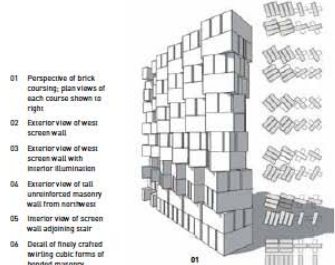 01 Perspective of brick
coursing; plan views of
each course shown to
right
02 Exterior view of west
screen wall
03 Exterior view of west
screen wall with
interior illumination
04 Exterior view of tall
unreinforced masonry
wall from northwest
05 Interior view of screen
wall adjoining stair
06 Detail of finely crafted
twirling cubic forms of
bonded masonry
01